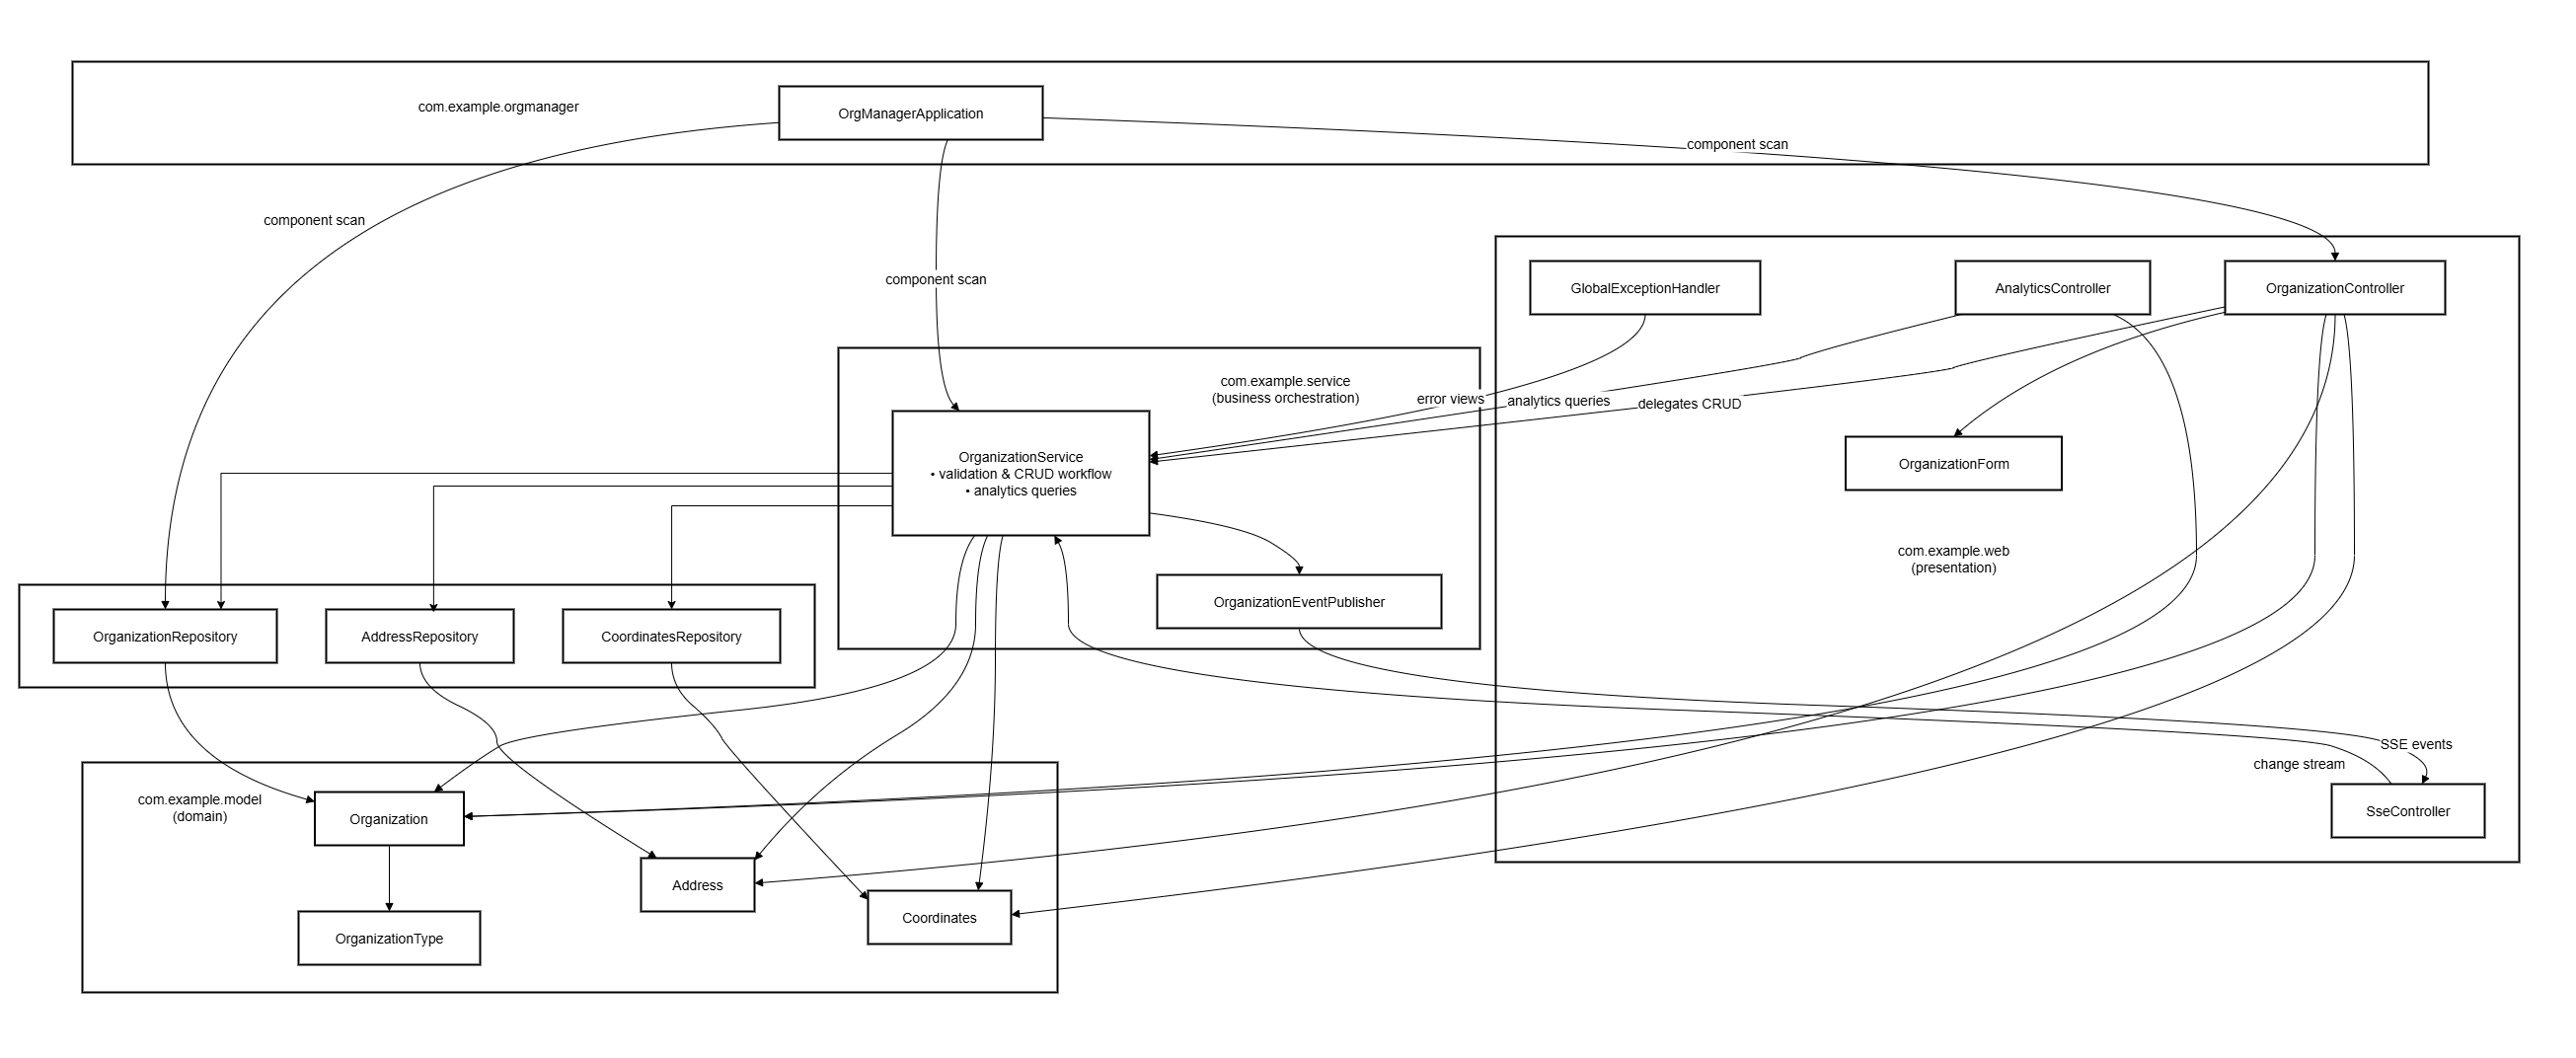 com.example.orgmanager
OrgManagerApplication
component scan
component scan
component scan
GlobalExceptionHandler
AnalyticsController
OrganizationController
com.example.service
(business orchestration)
error views
analytics queries
delegates CRUD
OrganizationService
• validation & CRUD workflow
• analytics queries
OrganizationForm
com.example.web
(presentation)
OrganizationEventPublisher
OrganizationRepository
AddressRepository
CoordinatesRepository
SSE events
change stream
SseController
com.example.model
(domain)
Organization
Address
Coordinates
OrganizationType